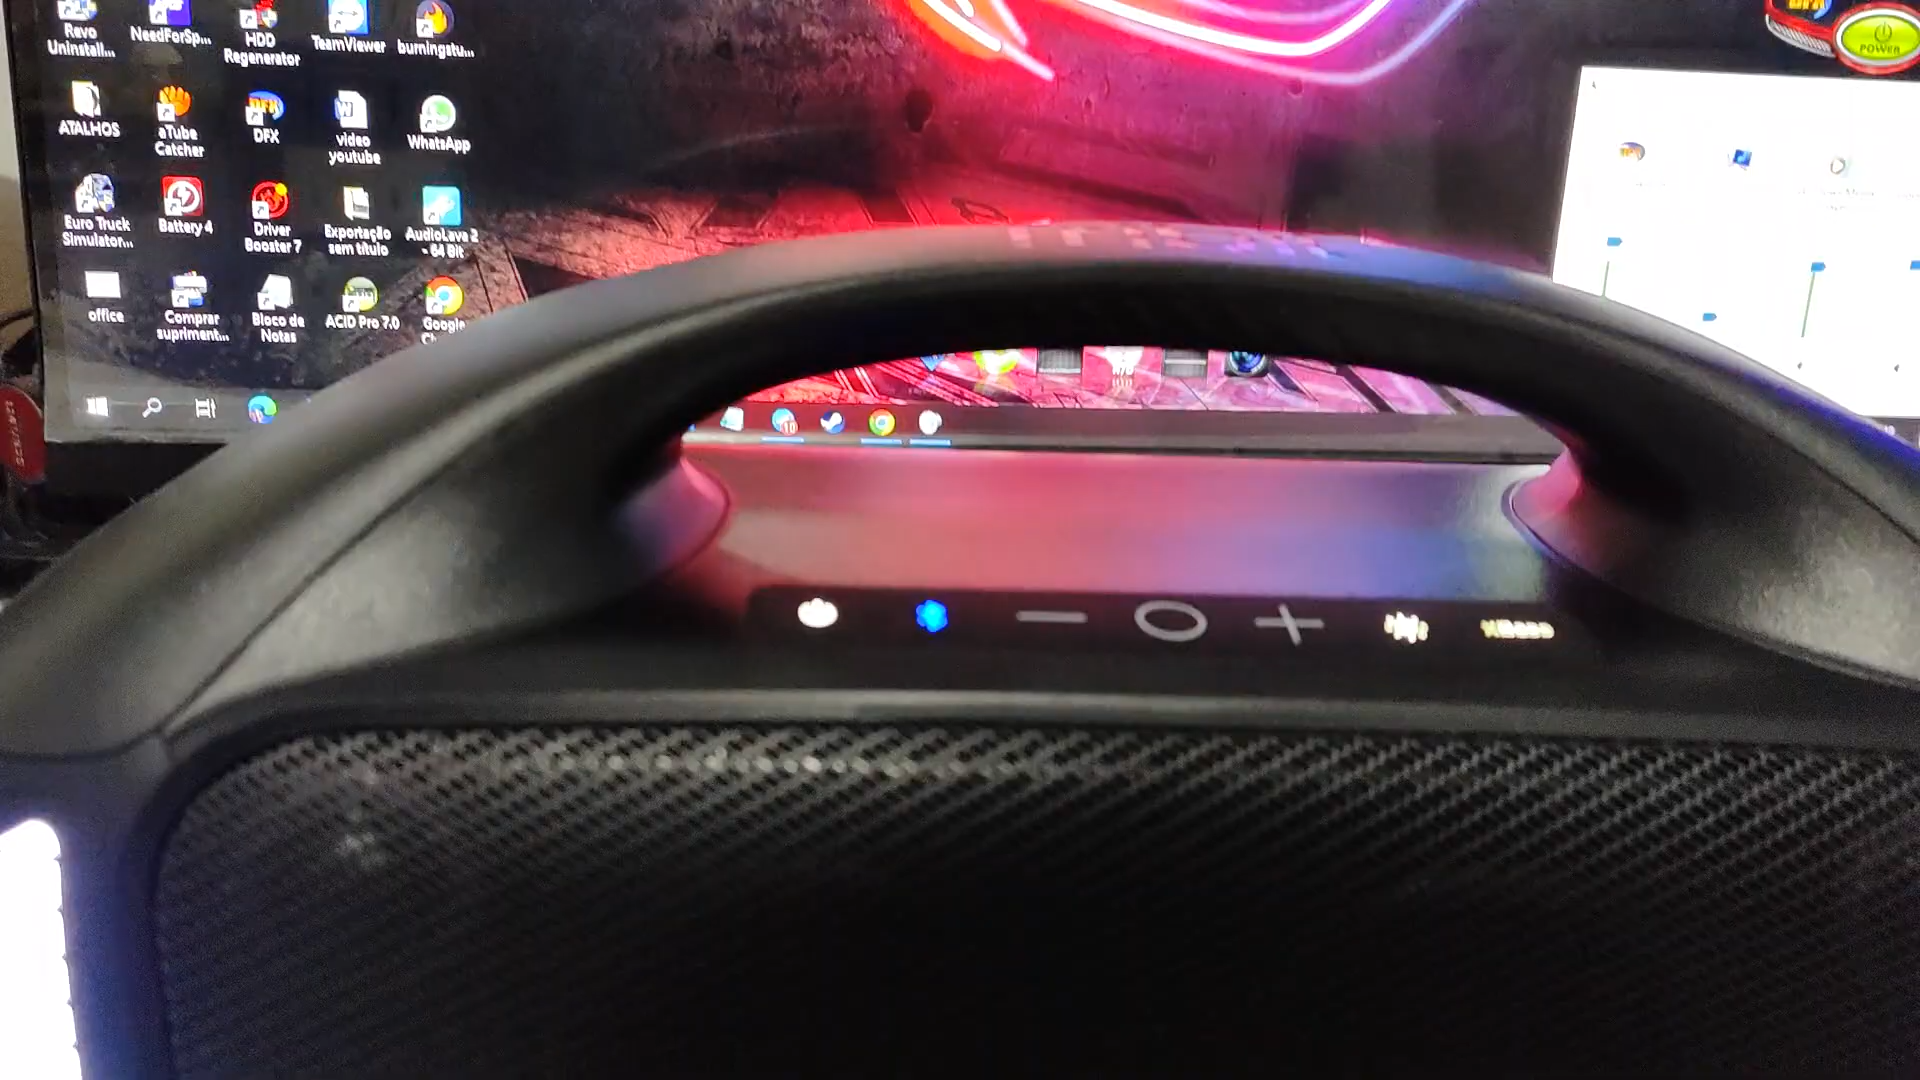 Revo
Uninstall...
NeedForSp...
HDD
Regenerator
TeamViewer
burningstu...
ATALHOS
aTube
Catcher
DFX
video
youtube
WhatsApp
Euro Truck
Simulator...
Battery 4
Driver
Booster 7
Exportação
sem título
AudioLava 2
- 64 Bit
office
Comprar
supriment...
Bloco de
Notas
ACID Pro 7.0
Google
POWER
10